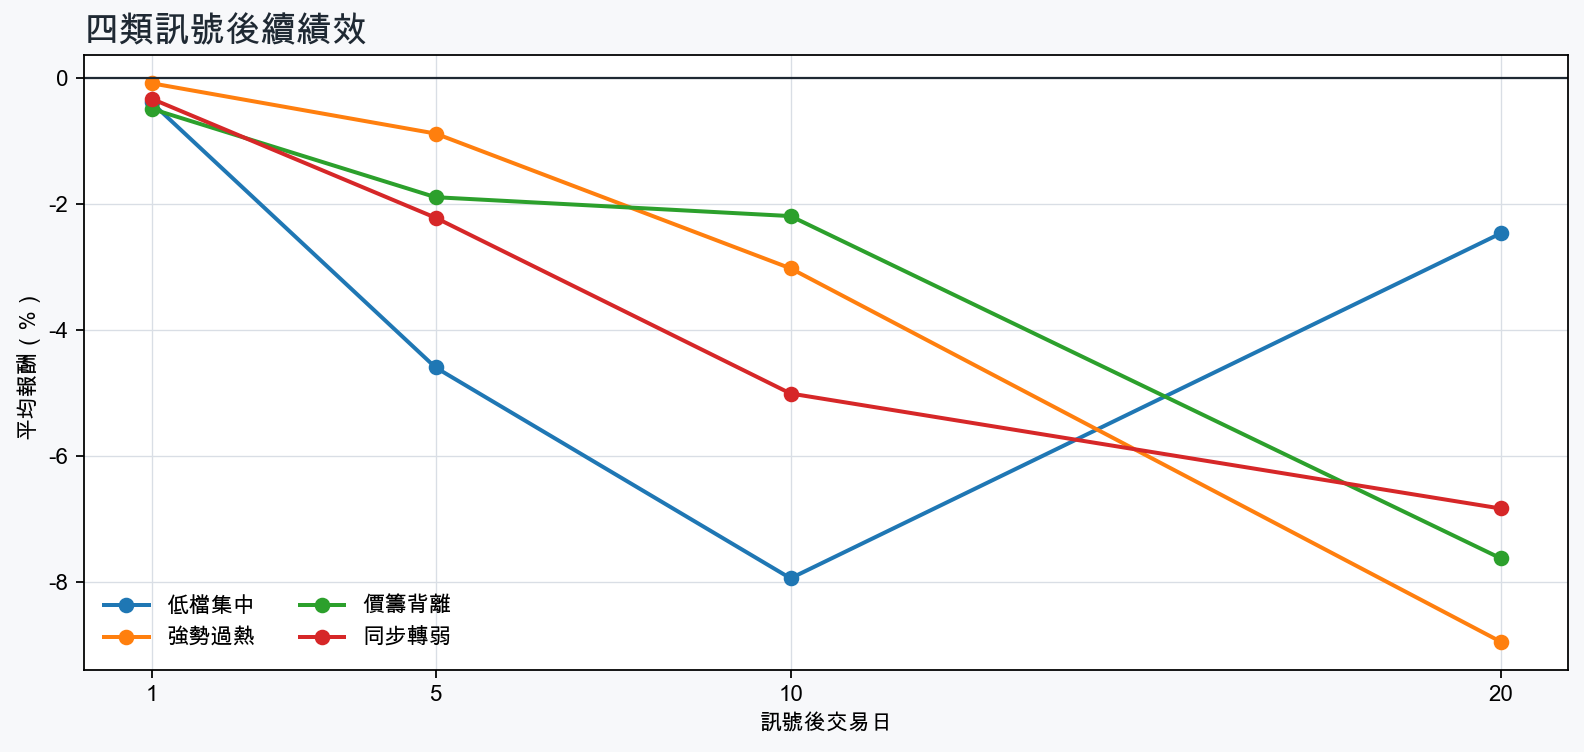 四類訊號後續績效
平均報酬（%）
0
-2
-4
-6
-8
低檔集中
強勢過熱
價籌背離
同步轉弱
1 5 10 20
訊號後交易日